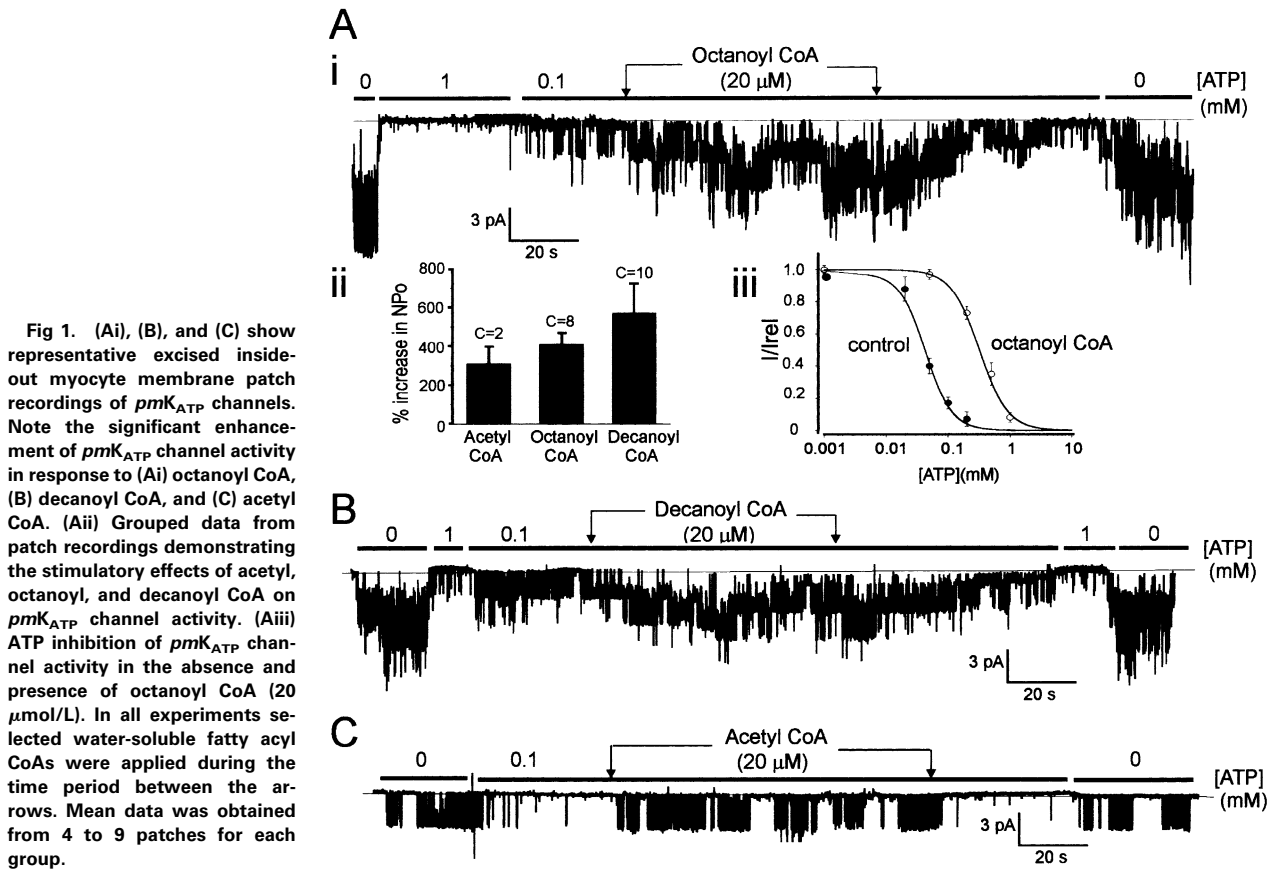 A
i
Octanoyl CoA
(20 μM)
0 1 0.1 0 [ATP]
(mM)
3 pA
20 s
ii
% increase in NPo
800
600
400
200
0
C=2
C=8
C=10
Acetyl CoA
Octanoyl CoA
Decanoyl CoA
iii
I/Irel
1.0
0.8
0.6
0.4
0.2
0
control
octanoyl CoA
0.001 0.01 0.1 1 10
[ATP](mM)
B
Decanoyl CoA
(20 μM)
0 1 0.1 1 0 [ATP]
(mM)
3 pA
20 s
C
Acetyl CoA
(20 μM)
0 0.1 0 [ATP]
(mM)
3 pA
20 s
Fig 1. (Ai), (B), and (C) show
representative excised inside-
out myocyte membrane patch
recordings of pmKATP channels.
Note the significant enhance-
ment of pmKATP channel activity
in response to (Ai) octanoyl CoA,
(B) decanoyl CoA, and (C) acetyl
CoA. (Aii) Grouped data from
patch recordings demonstrating
the stimulatory effects of acetyl,
octanoyl, and decanoyl CoA on
pmKATP channel activity. (Aiii)
ATP inhibition of pmKATP chan-
nel activity in the absence and
presence of octanoyl CoA (20
μmol/L). In all experiments se-
lected water-soluble fatty acyl
CoAs were applied during the
time period between the ar-
rows. Mean data was obtained
from 4 to 9 patches for each
group.